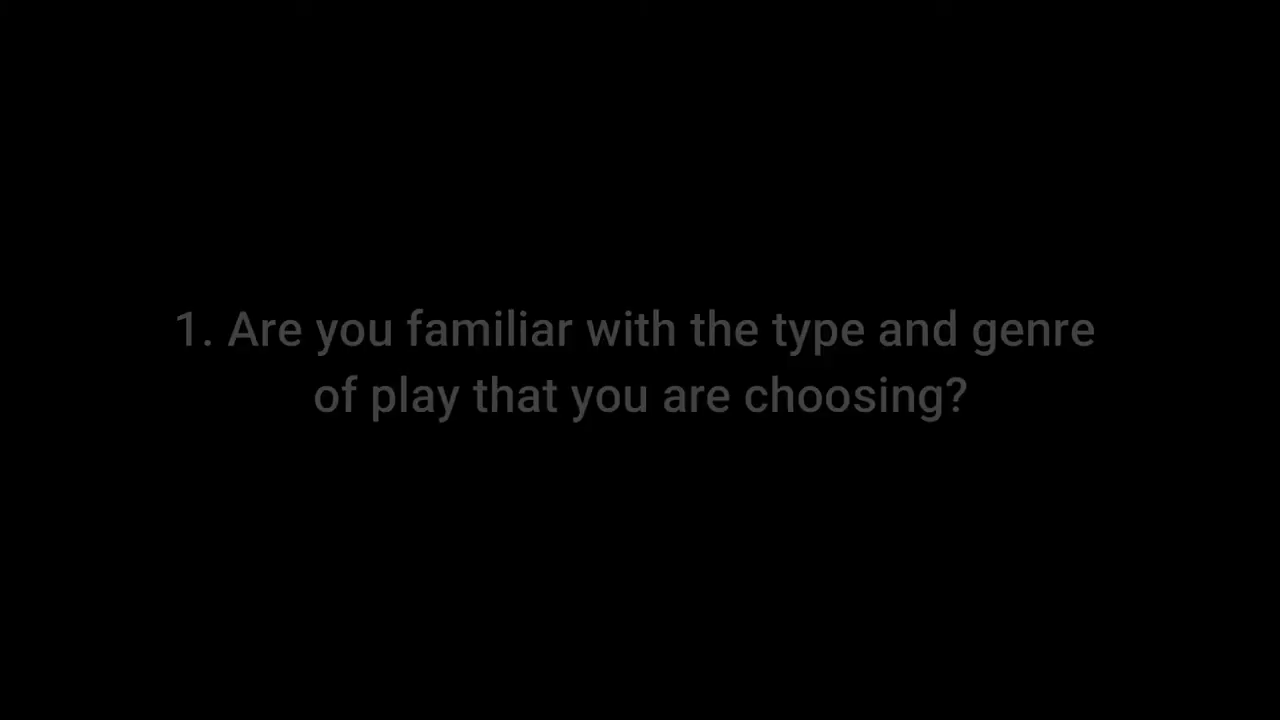 1. Are you familiar with the type and genre
of play that you are choosing?